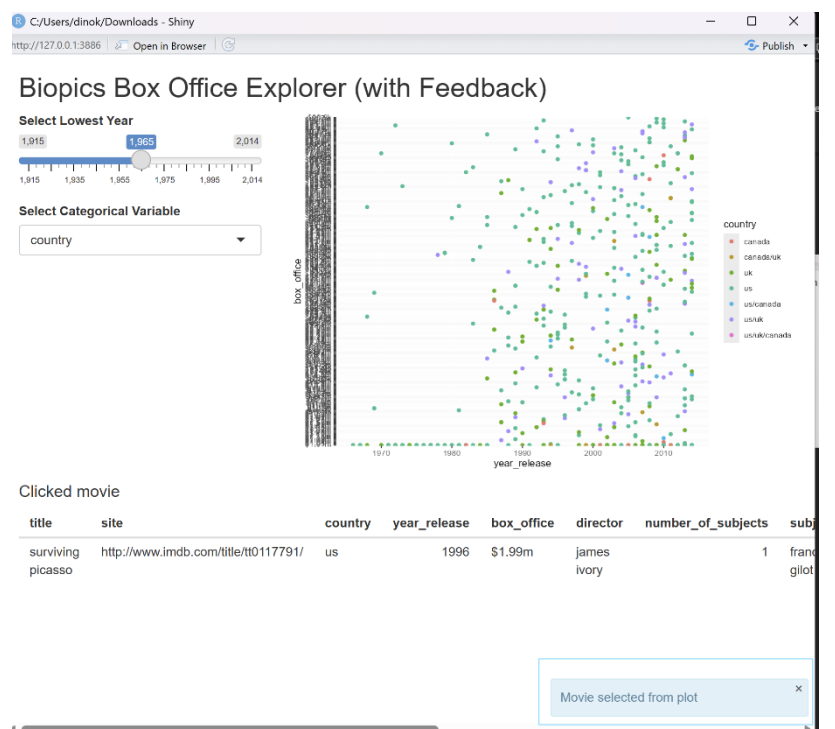 C:/Users/dinok/Downloads - Shiny
http://127.0.0.1:3886 Open in Browser Publish
Biopics Box Office Explorer (with Feedback)
Select Lowest Year
1,915 1,965 2,014
1,915 1,935 1,955 1,975 1,995 2,014
Select Categorical Variable
country
box_office
1970 1980 1990 2000 2010
year_release
country
canada
canada/uk
uk
us
us/canada
us/uk
us/uk/canada
Clicked movie
title site country year_release box_office director number_of_subjects subj
surviving http://www.imdb.com/title/tt0117791/ us 1996 $1.99m james 1 franc
picasso ivory gilot
Movie selected from plot